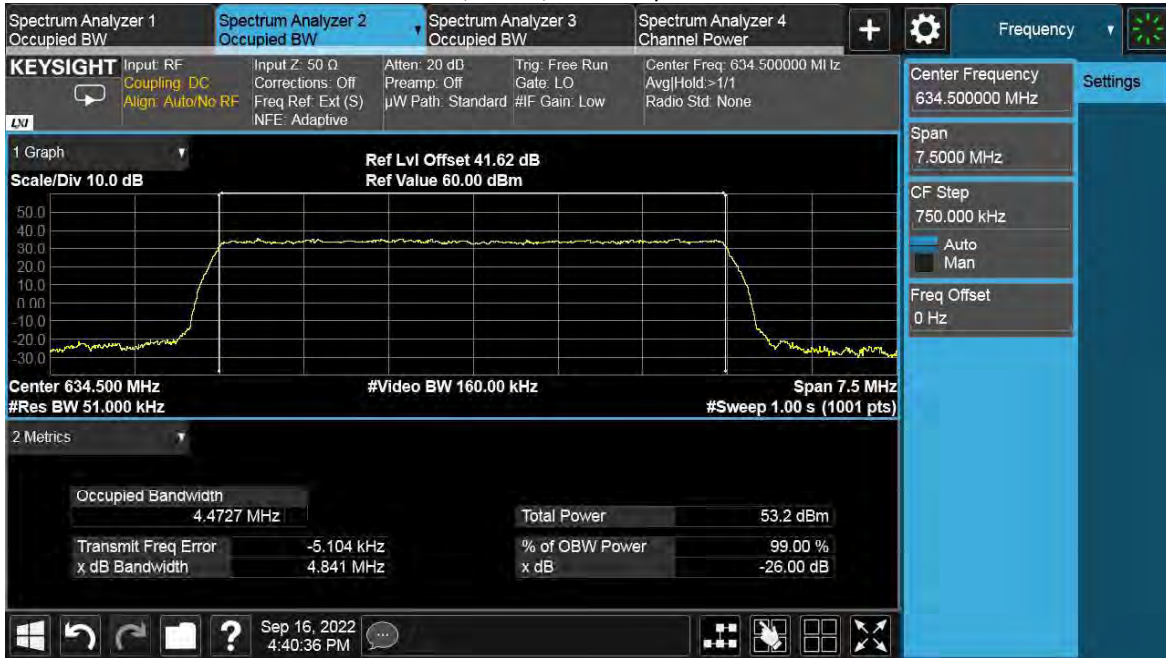 Spectrum Analyzer 1
Occupied BW
Spectrum Analyzer 2
Occupied BW
Spectrum Analyzer 3
Occupied BW
Spectrum Analyzer 4
Channel Power
+
Frequency
KEYSIGHT
LXI
Input: RF
Coupling: DC
Align: Auto/No RF
Input Z: 50 Ω
Corrections: Off
Freq Ref: Ext (S)
NFE: Adaptive
Atten: 20 dB
Preamp: Off
µW Path: Standard
Trig: Free Run
Gate: LO
#IF Gain: Low
Center Freq: 634.500000 MHz
Avg|Hold:>1/1
Radio Std: None
Center Frequency
634.500000 MHz
Settings
Span
7.5000 MHz
CF Step
750.000 kHz
Auto
Man
Freq Offset
0 Hz
1 Graph
Scale/Div 10.0 dB
Ref Lvl Offset 41.62 dB
Ref Value 60.00 dBm
50.0
40.0
30.0
20.0
10.0
0.00
-10.0
-20.0
-30.0
Center 634.500 MHz
#Video BW 160.00 kHz
Span 7.5 MHz
#Res BW 51.000 kHz
#Sweep 1.00 s (1001 pts)
2 Metrics
Occupied Bandwidth
4.4727 MHz
Total Power 53.2 dBm
Transmit Freq Error -5.104 kHz
% of OBW Power 99.00 %
x dB Bandwidth 4.841 MHz
x dB -26.00 dB
?
Sep 16, 2022
4:40:36 PM